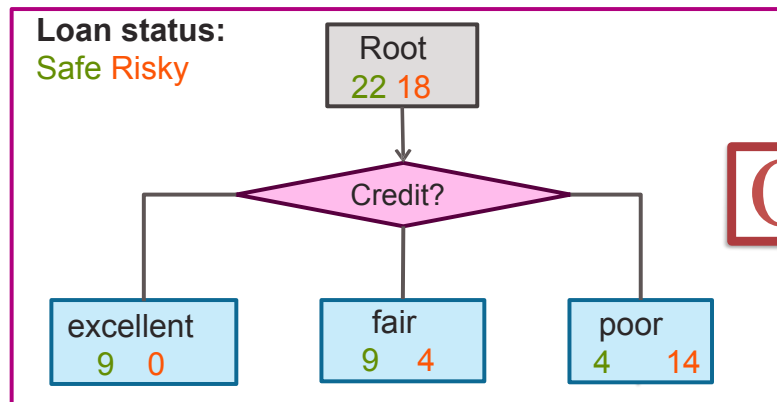 Loan status:
Safe Risky
Root
22 18
Credit?
excellent
9 0
fair
9 4
poor
4 14